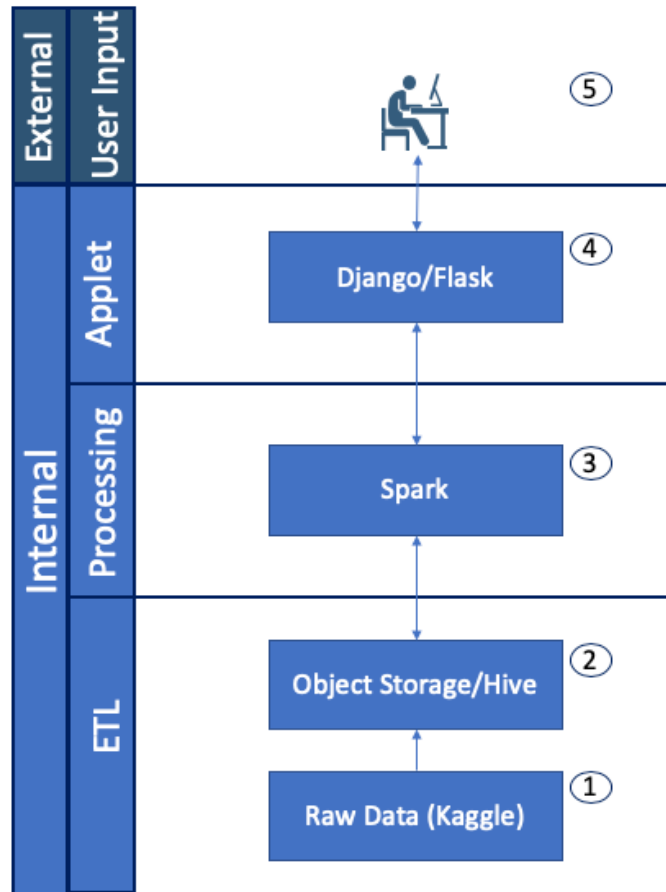 External
User Input
5
Internal
Applet
Django/Flask
4
Processing
Spark
3
ETL
Object Storage/Hive
2
Raw Data (Kaggle)
1